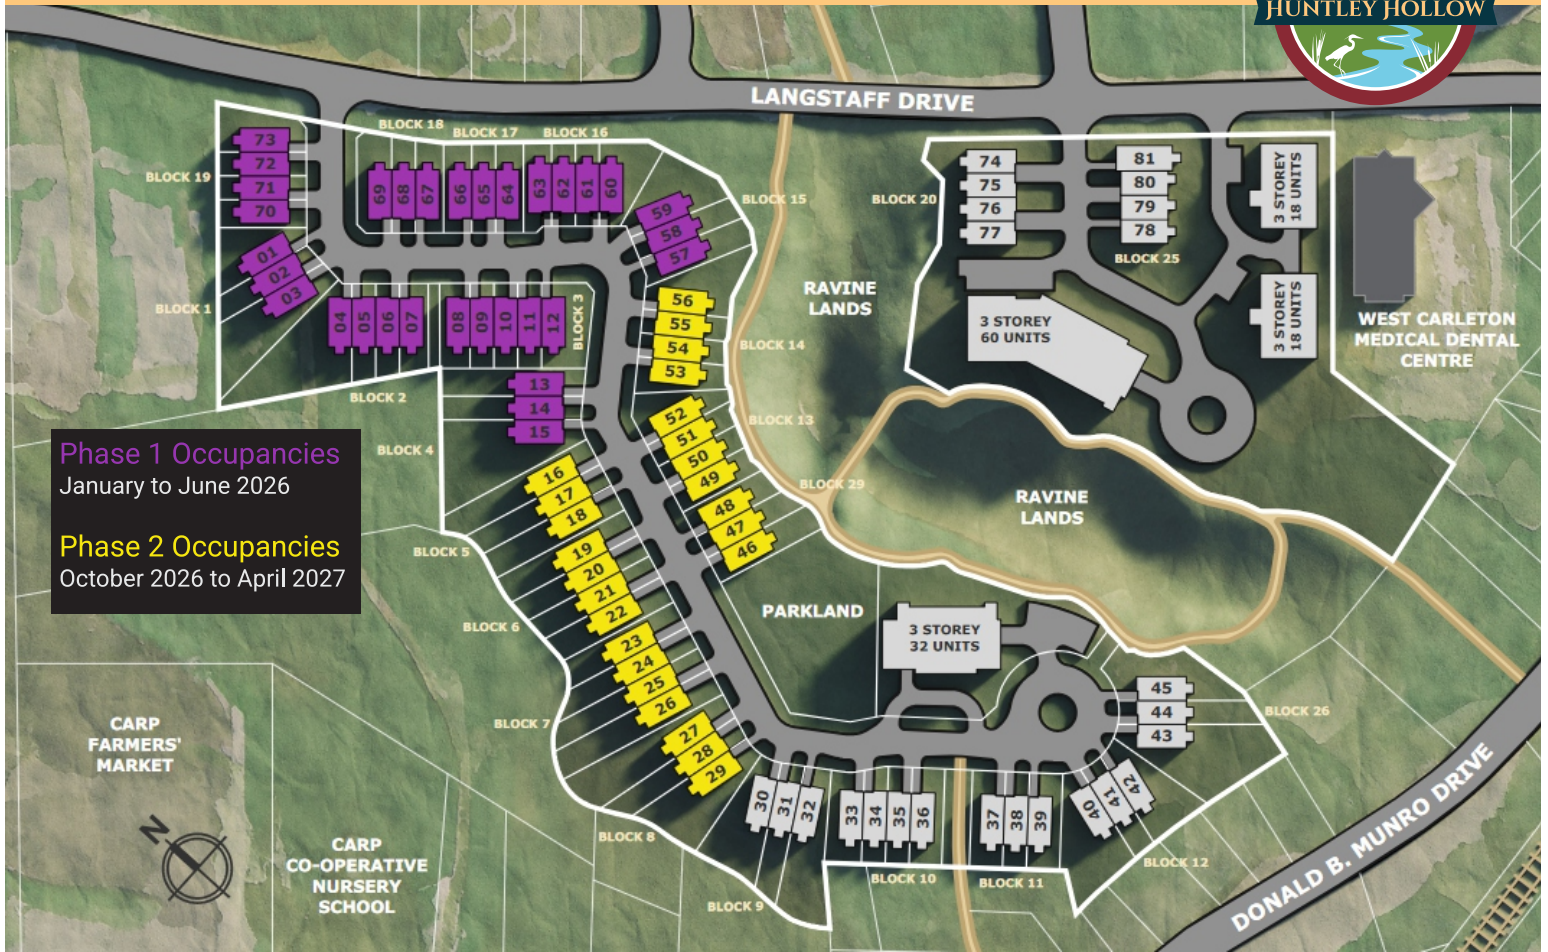 HUNTLEY HOLLOW
LANGSTAFF DRIVE
BLOCK 18
BLOCK 17
BLOCK 16
73
72
71
70
BLOCK 19
69
68
67
66
65
64
63
62
61
60
59
58
57
BLOCK 15
01
02
03
BLOCK 1
04
05
06
07
BLOCK 2
08
09
10
11
12
BLOCK 3
56
55
54
53
BLOCK 14
13
14
15
BLOCK 4
52
51
50
49
BLOCK 13
48
47
46
BLOCK 29
16
17
18
BLOCK 5
19
20
21
22
BLOCK 6
23
24
25
26
BLOCK 7
27
28
29
BLOCK 8
30
31
32
BLOCK 9
33
34
35
36
BLOCK 10
37
38
39
BLOCK 11
40
41
42
BLOCK 12
45
44
43
BLOCK 26
74
75
76
77
BLOCK 20
81
80
79
78
BLOCK 25
3 STOREY
18 UNITS
3 STOREY
18 UNITS
3 STOREY
60 UNITS
3 STOREY
32 UNITS
RAVINE
LANDS
RAVINE
LANDS
PARKLAND
WEST CARLETON
MEDICAL DENTAL
CENTRE
Phase 1 Occupancies
January to June 2026
Phase 2 Occupancies
October 2026 to April 2027
CARP
FARMERS'
MARKET
CARP
CO-OPERATIVE
NURSERY
SCHOOL
N
DONALD B. MUNRO DRIVE